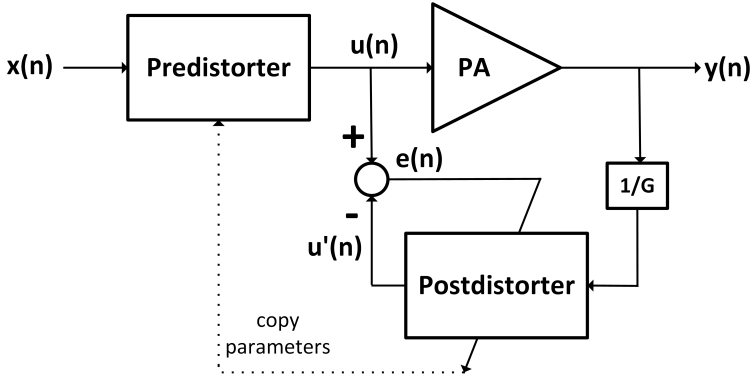 x(n)
Predistorter
u(n)
PA
y(n)
+
e(n)
1/G
-
u'(n)
Postdistorter
copy
parameters